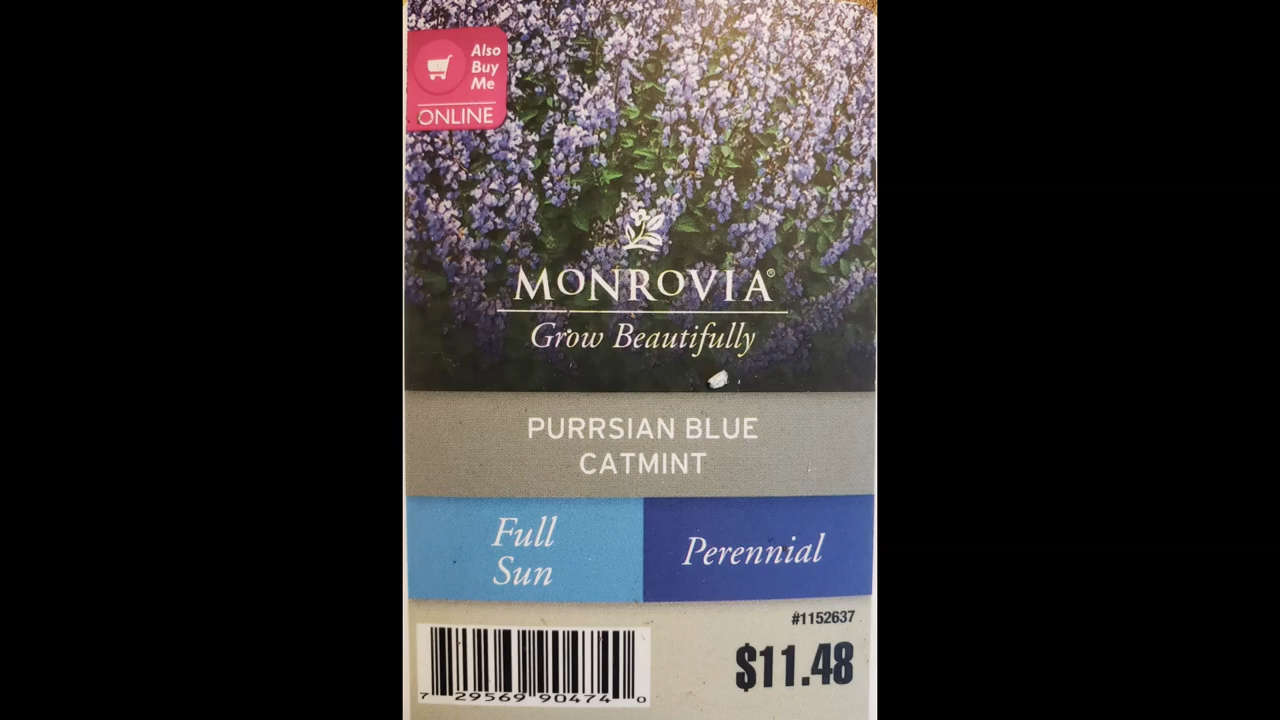 Also
Buy
Me
ONLINE
MONROVIA®
Grow Beautifully
PURRSIAN BLUE
CATMINT
Full
Sun
Perennial
#1152637
$11.48
7 29569 90474 0